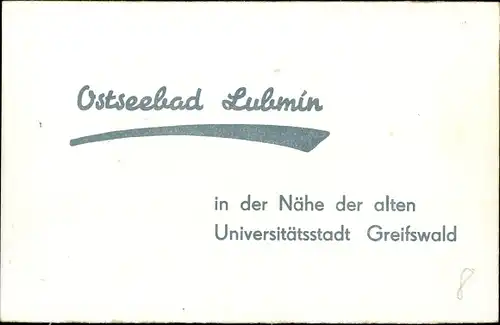 Ostseebad Lubmin
in der Nähe der alten
Universitätsstadt Greifswald
8